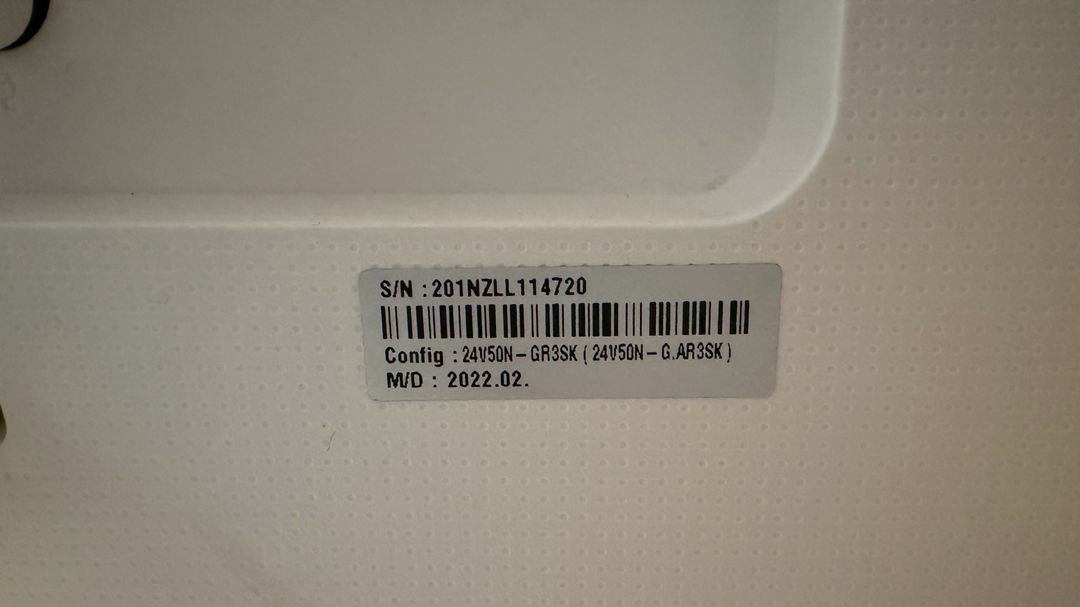 S/N : 201NZLL114720
Config : 24V50N-GR3SK ( 24V50N-G.AR3SK )
M/D : 2022.02.